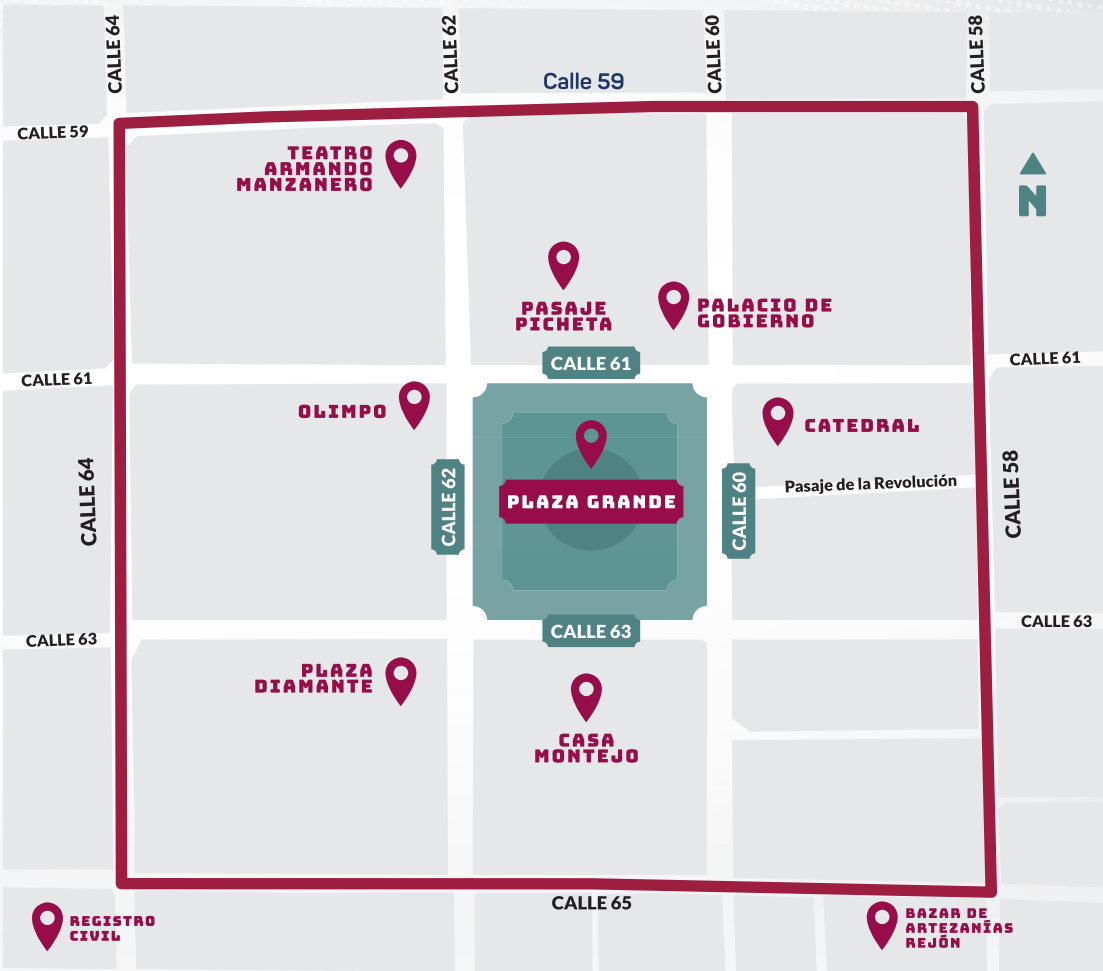 CALLE 64
CALLE 62
CALLE 60
CALLE 58
Calle 59
CALLE 59
TEATRO
ARMANDO
MANZANERO
N
PASAJE
PICHETA
PALACIO DE
GOBIERNO
CALLE 61
CALLE 61
CALLE 61
OLIMPO
CATEDRAL
CALLE 64
CALLE 62
PLAZA GRANDE
CALLE 60
Pasaje de la Revolución
CALLE 58
CALLE 63
CALLE 63
CALLE 63
PLAZA
DIAMANTE
CASA
MONTEJO
CALLE 65
REGISTRO
CIVIL
BAZAR DE
ARTEZANÍAS
REJÓN